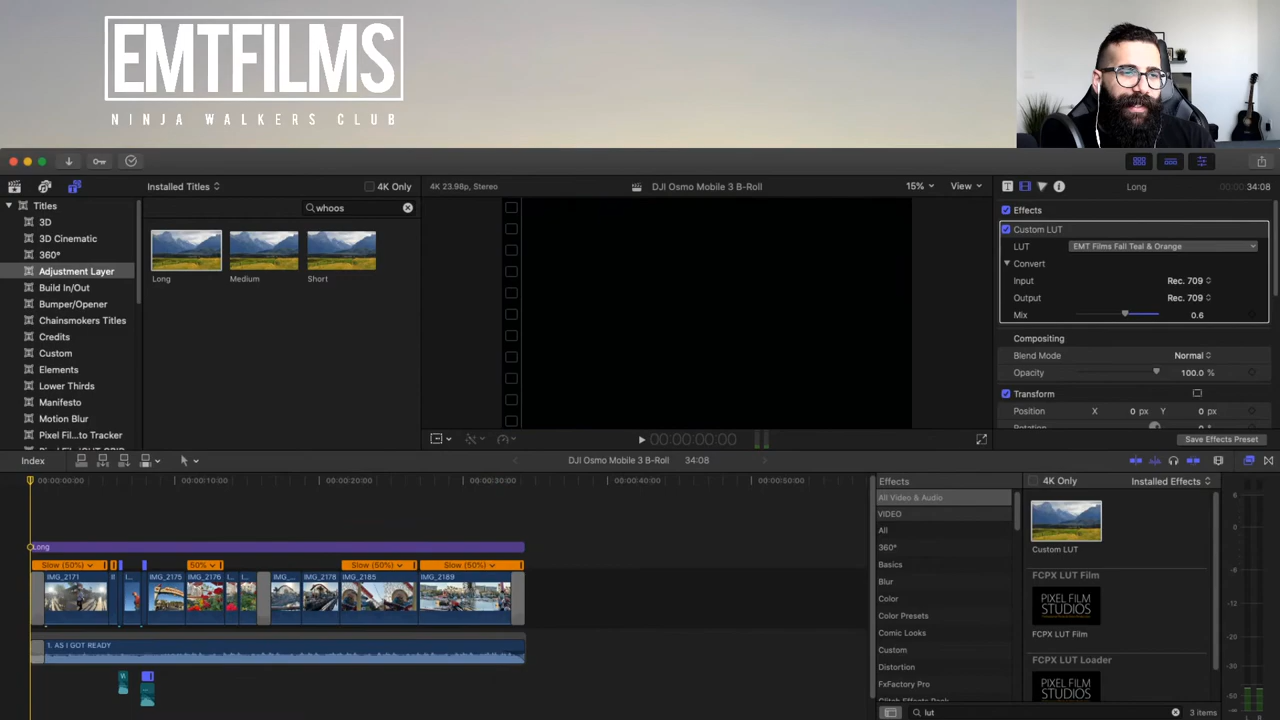 EMTFILMS
NINJA WALKERS CLUB
Installed Titles
4K Only
4K 23.98p, Stereo
DJI Osmo Mobile 3 B-Roll
15%
View
Long
34:08
Titles
3D
3D Cinematic
360°
Adjustment Layer
Build In/Out
Bumper/Opener
Chainsmokers Titles
Credits
Custom
Elements
Lower Thirds
Manifesto
Motion Blur
Pixel Fil...to Tracker
whoos
Long
Medium
Short
Effects
Custom LUT
LUT
EMT Films Fall Teal & Orange
Convert
Input
Rec. 709
Output
Rec. 709
Mix
0.6
Compositing
Blend Mode
Normal
Opacity
100.0 %
Transform
Position
X
0 px
Y
0 px
Save Effects Preset
00:00:00:00
Index
DJI Osmo Mobile 3 B-Roll
34:08
00:00:00:00
00:00:10:00
00:00:20:00
00:00:30:00
00:00:40:00
00:00:50:00
Long
Slow (50%)
50%
Slow (50%)
Slow (50%)
IMG_2171
I...
IMG_2175
IMG_2176
I...
I...
IMG_...
IMG_2178
IMG_2185
IMG_2189
1. AS I GOT READY
Effects
4K Only
Installed Effects
All Video & Audio
VIDEO
All
360°
Basics
Blur
Color
Color Presets
Comic Looks
Custom
Distortion
FxFactory Pro
Custom LUT
FCPX LUT Film
PIXEL FILM
STUDIOS
FCPX LUT Film
FCPX LUT Loader
PIXEL FILM
lut
3 items
6
0
-6
-12
-20
-30
-50